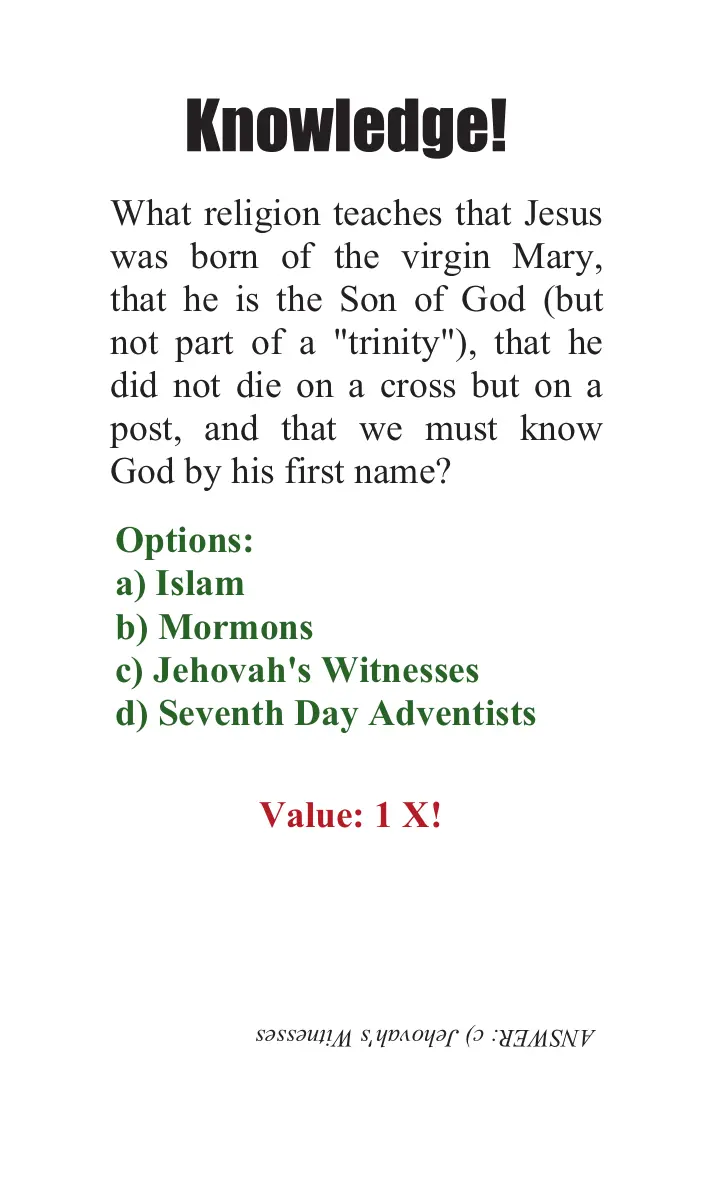 Knowledge!
What religion teaches that Jesus
was born of the virgin Mary,
that he is the Son of God (but
not part of a "trinity"), that he
did not die on a cross but on a
post, and that we must know
God by his first name?
Options:
a) Islam
b) Mormons
c) Jehovah's Witnesses
d) Seventh Day Adventists
Value: 1 X!
ANSWER: c) Jehovah's Witnesses